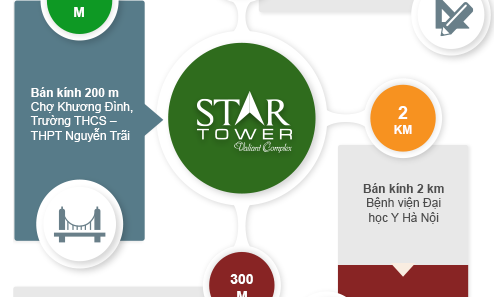 M
Bán kính 200 m
Chợ Khương Đình,
Trường THCS –
THPT Nguyễn Trãi
STAR
TOWER
Valiant Complex
2
KM
Bán kính 2 km
Bệnh viện Đại
học Y Hà Nội
300
M